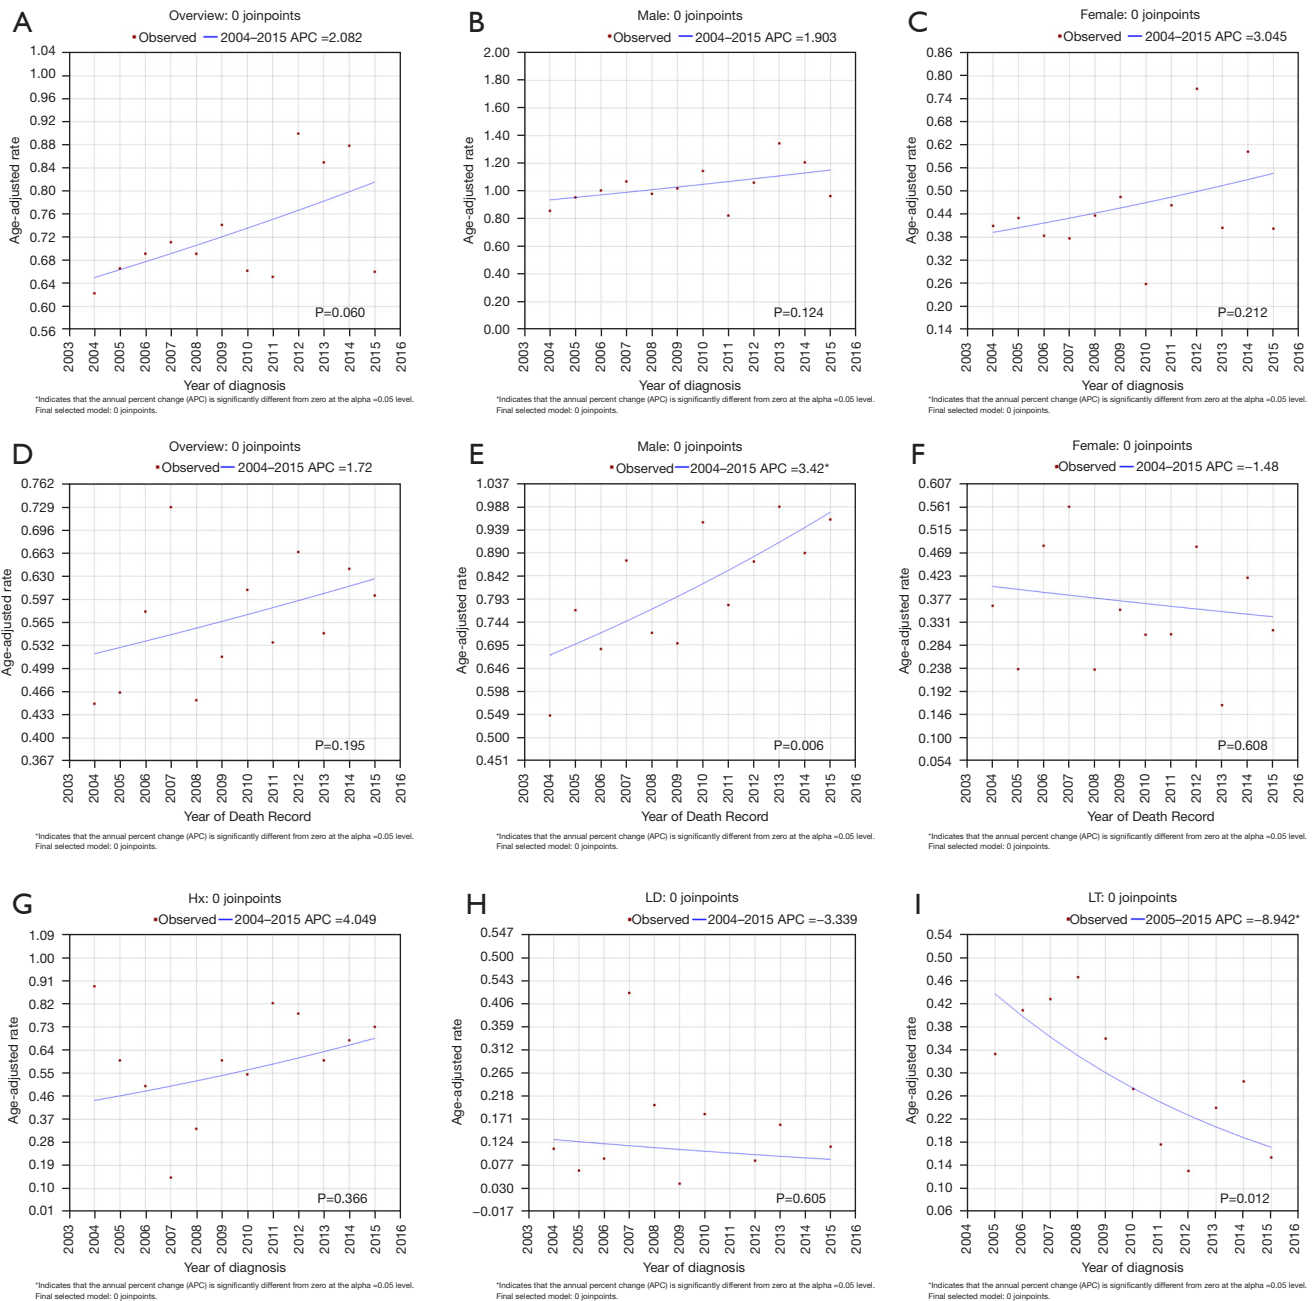 A
Overview: 0 joinpoints
Observed 2004–2015 APC =2.082
Age-adjusted rate
1.04
1.00
0.96
0.92
0.88
0.84
0.80
0.76
0.72
0.68
0.64
0.60
0.56
P=0.060
2003 2004 2005 2006 2007 2008 2009 2010 2011 2012 2013 2014 2015 2016
Year of diagnosis
*Indicates that the annual percent change (APC) is significantly different from zero at the alpha =0.05 level.
Final selected model: 0 joinpoints.
B
Male: 0 joinpoints
Observed 2004–2015 APC =1.903
Age-adjusted rate
2.00
1.80
1.60
1.40
1.20
1.00
0.80
0.60
0.40
0.20
0.00
P=0.124
2003 2004 2005 2006 2007 2008 2009 2010 2011 2012 2013 2014 2015 2016
Year of diagnosis
*Indicates that the annual percent change (APC) is significantly different from zero at the alpha =0.05 level.
Final selected model: 0 joinpoints.
C
Female: 0 joinpoints
Observed 2004–2015 APC =3.045
Age-adjusted rate
0.86
0.80
0.74
0.68
0.62
0.56
0.50
0.44
0.38
0.32
0.26
0.20
0.14
P=0.212
2003 2004 2005 2006 2007 2008 2009 2010 2011 2012 2013 2014 2015 2016
Year of diagnosis
*Indicates that the annual percent change (APC) is significantly different from zero at the alpha =0.05 level.
Final selected model: 0 joinpoints.
D
Overview: 0 joinpoints
Observed 2004–2015 APC =1.72
Age-adjusted rate
0.762
0.729
0.696
0.663
0.630
0.597
0.565
0.532
0.499
0.466
0.433
0.400
0.367
P=0.195
2003 2004 2005 2006 2007 2008 2009 2010 2011 2012 2013 2014 2015 2016
Year of Death Record
*Indicates that the annual percent change (APC) is significantly different from zero at the alpha =0.05 level.
Final selected model: 0 joinpoints.
E
Male: 0 joinpoints
Observed 2004–2015 APC =3.42*
Age-adjusted rate
1.037
0.988
0.939
0.890
0.842
0.793
0.744
0.695
0.646
0.598
0.549
0.500
0.451
P=0.006
2003 2004 2005 2006 2007 2008 2009 2010 2011 2012 2013 2014 2015 2016
Year of Death Record
*Indicates that the annual percent change (APC) is significantly different from zero at the alpha =0.05 level.
Final selected model: 0 joinpoints.
F
Female: 0 joinpoints
Observed 2004–2015 APC =−1.48
Age-adjusted rate
0.607
0.561
0.515
0.469
0.423
0.377
0.331
0.284
0.238
0.192
0.146
0.100
0.054
P=0.608
2003 2004 2005 2006 2007 2008 2009 2010 2011 2012 2013 2014 2015 2016
Year of Death Record
*Indicates that the annual percent change (APC) is significantly different from zero at the alpha =0.05 level.
Final selected model: 0 joinpoints.
G
Hx: 0 joinpoints
Observed 2004–2015 APC =4.049
Age-adjusted rate
1.09
1.00
0.91
0.82
0.73
0.64
0.55
0.46
0.37
0.28
0.19
0.10
0.01
P=0.366
2003 2004 2005 2006 2007 2008 2009 2010 2011 2012 2013 2014 2015 2016
Year of diagnosis
*Indicates that the annual percent change (APC) is significantly different from zero at the alpha =0.05 level.
Final selected model: 0 joinpoints.
H
LD: 0 joinpoints
Observed 2004–2015 APC =−3.339
Age-adjusted rate
0.547
0.500
0.543
0.406
0.359
0.312
0.265
0.218
0.171
0.124
0.077
0.030
−0.017
P=0.605
2003 2004 2005 2006 2007 2008 2009 2010 2011 2012 2013 2014 2015 2016
Year of diagnosis
*Indicates that the annual percent change (APC) is significantly different from zero at the alpha =0.05 level.
Final selected model: 0 joinpoints.
I
LT: 0 joinpoints
Observed 2005–2015 APC =−8.942*
Age-adjusted rate
0.54
0.50
0.46
0.42
0.38
0.34
0.30
0.26
0.22
0.18
0.14
0.10
0.06
P=0.012
2004 2005 2006 2007 2008 2009 2010 2011 2012 2013 2014 2015 2016
Year of diagnosis
*Indicates that the annual percent change (APC) is significantly different from zero at the alpha =0.05 level.
Final selected model: 0 joinpoints.